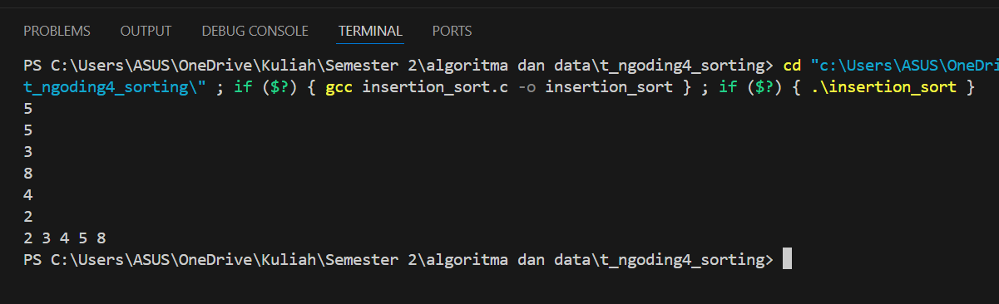 PROBLEMS OUTPUT DEBUG CONSOLE TERMINAL PORTS
PS C:\Users\ASUS\OneDrive\Kuliah\Semester 2\algoritma dan data\t_ngoding4_sorting> cd "c:\Users\ASUS\OneDri
t_ngoding4_sorting\" ; if ($?) { gcc insertion_sort.c -o insertion_sort } ; if ($?) { .\insertion_sort }
5
5
3
8
4
2
2 3 4 5 8
PS C:\Users\ASUS\OneDrive\Kuliah\Semester 2\algoritma dan data\t_ngoding4_sorting>